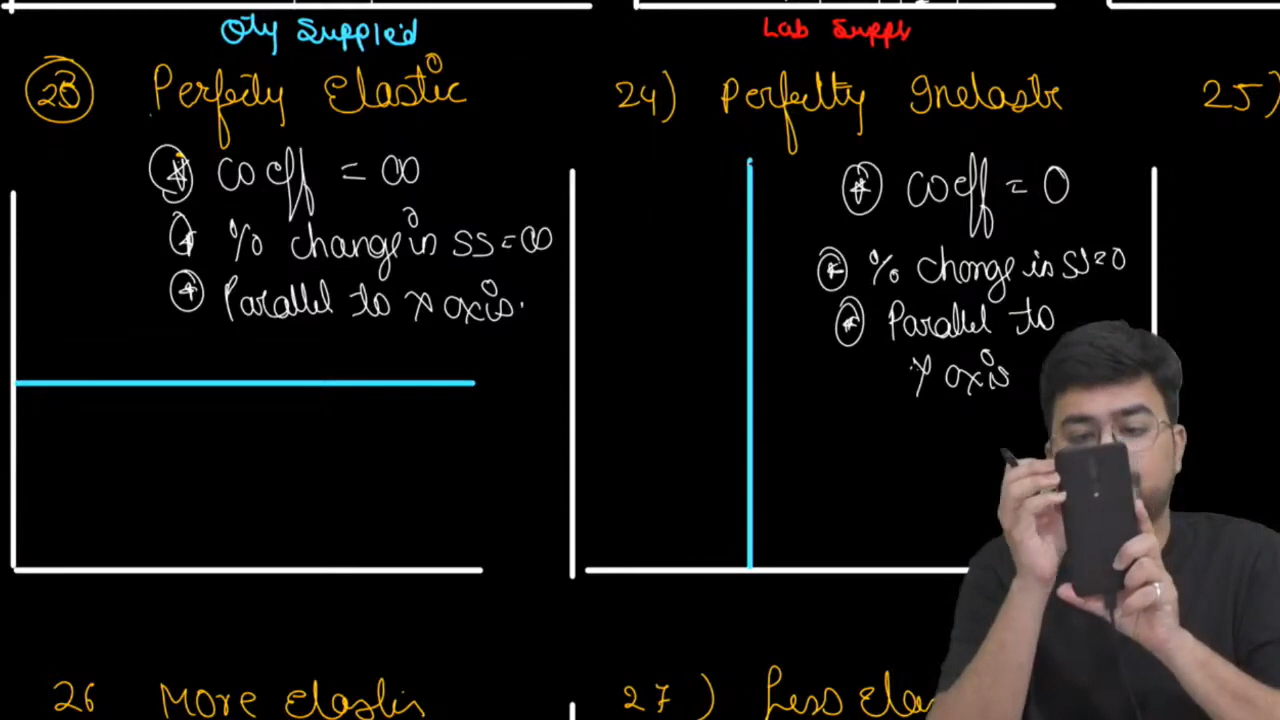 Qty Supplied
Lab Suppl
23 Perfectly Elastic
* coeff = ∞
* % change in SS = ∞
* Parallel to X axis.
24) Perfectly Inelastic
* coeff = 0
* % change in SS = 0
* Parallel to
Y axis
25)
26 More Elastic
27) Less Elas